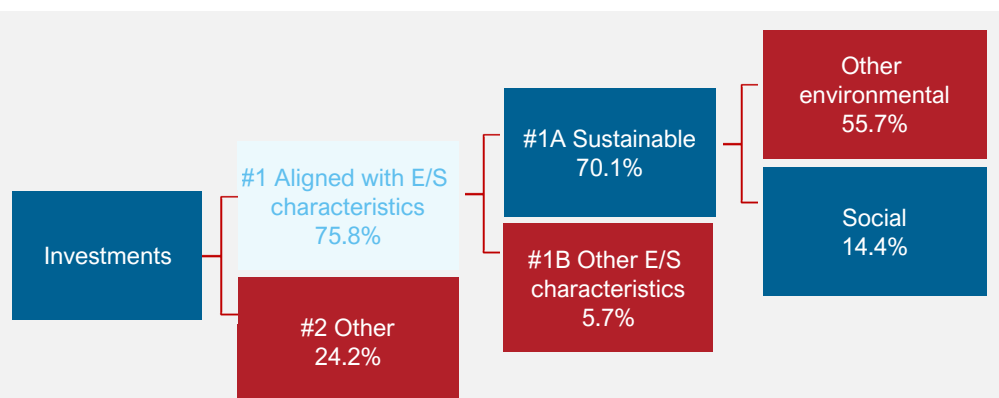 Investments
#1 Aligned with E/S
characteristics
75.8%
#2 Other
24.2%
#1A Sustainable
70.1%
#1B Other E/S
characteristics
5.7%
Other
environmental
55.7%
Social
14.4%